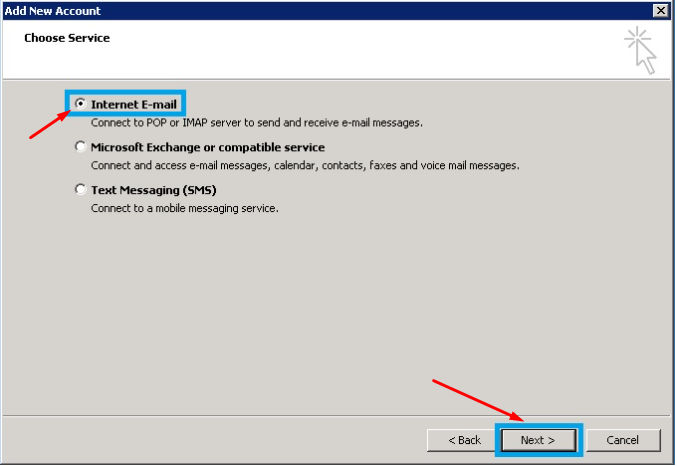 Add New Account
Choose Service
Internet E-mail
Connect to POP or IMAP server to send and receive e-mail messages.
Microsoft Exchange or compatible service
Connect and access e-mail messages, calendar, contacts, faxes and voice mail messages.
Text Messaging (SMS)
Connect to a mobile messaging service.
< Back Next > Cancel